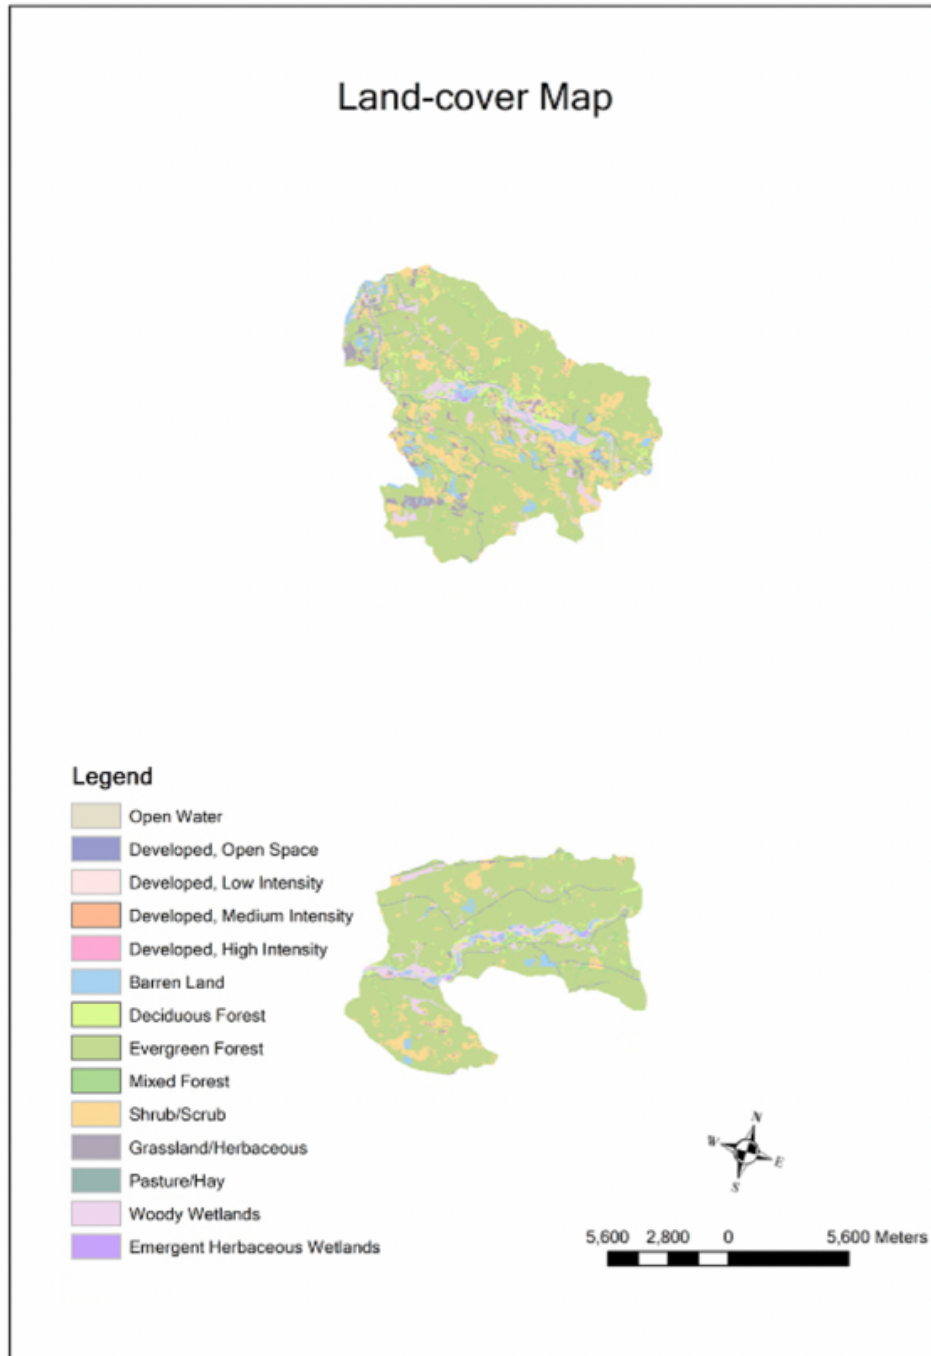 Land-cover Map
Legend
Open Water
Developed, Open Space
Developed, Low Intensity
Developed, Medium Intensity
Developed, High Intensity
Barren Land
Deciduous Forest
Evergreen Forest
Mixed Forest
Shrub/Scrub
Grassland/Herbaceous
Pasture/Hay
Woody Wetlands
Emergent Herbaceous Wetlands
N
W
E
S
5,600 2,800 0 5,600 Meters